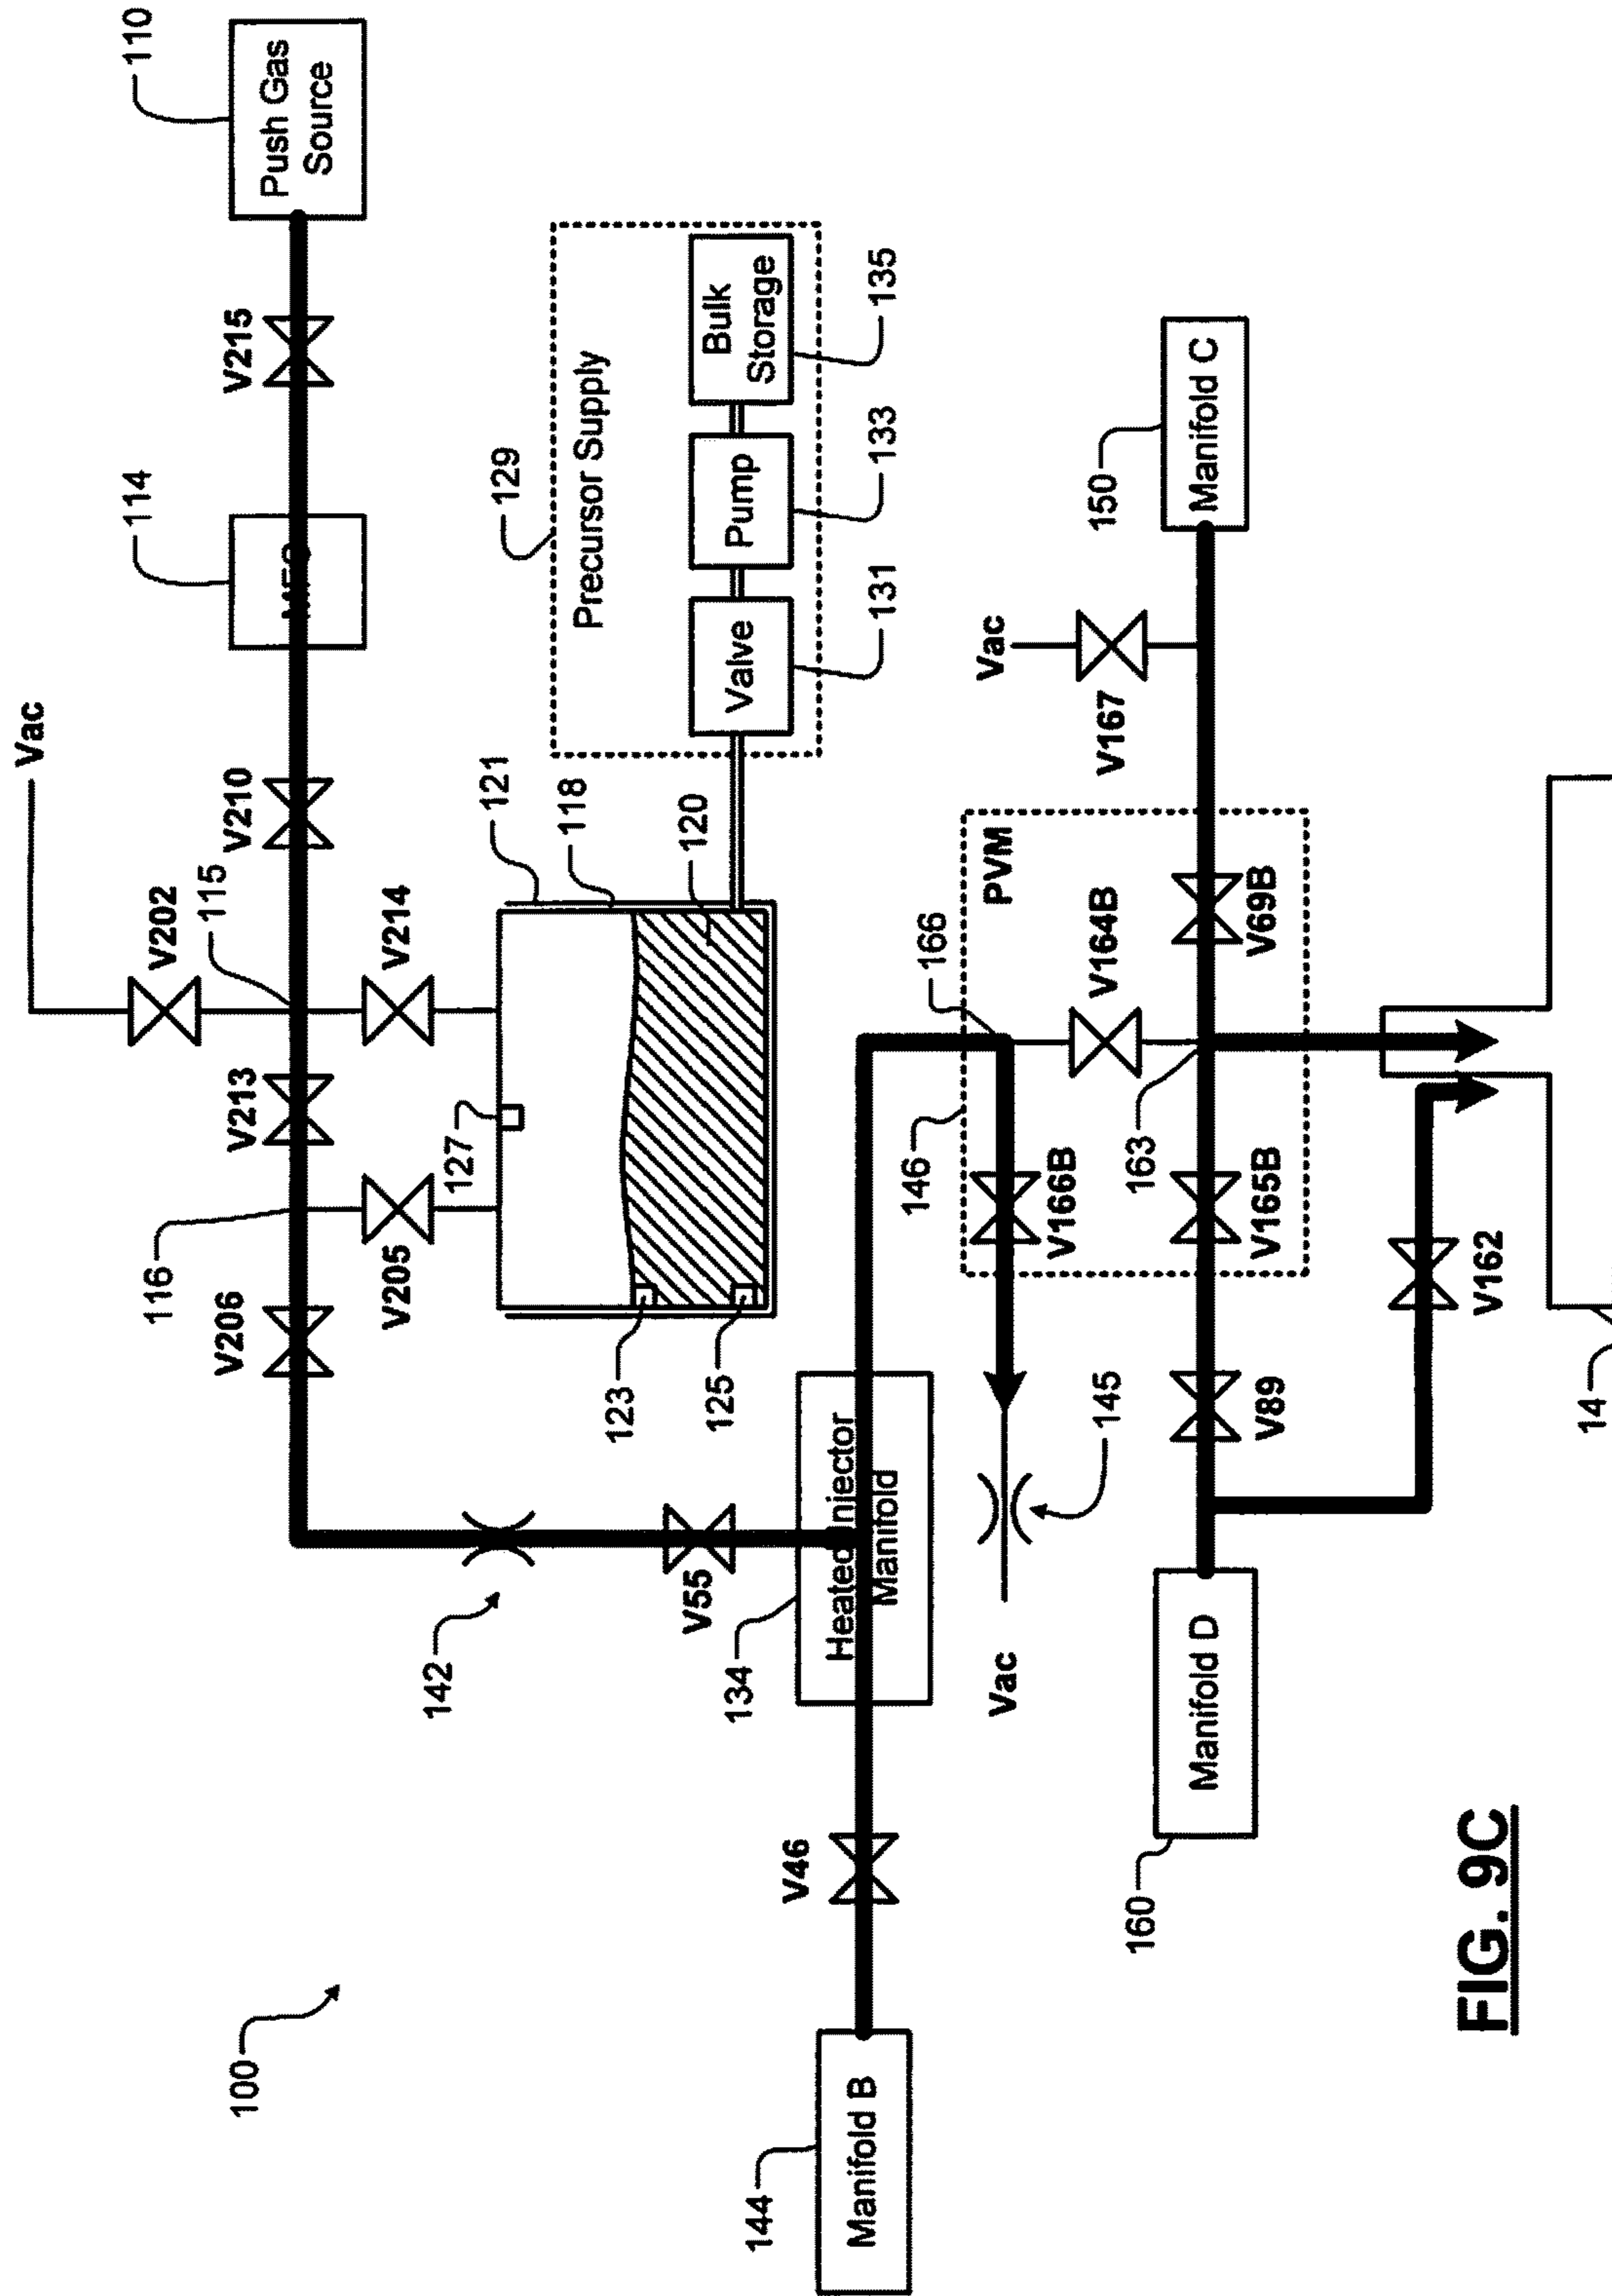 Vac
110
114
V202
115
100
116
V206
V213
V210
V215
Push Gas
Source
V205
V214
142
127
121
129
118
Precursor Supply
123
120
V55
125
Valve
Pump
Bulk
Storage
144
134
V46
131
133
135
Manifold B
Heated Injector
Manifold
146
166
PVM
Vac
V166B
V164B
Vac
145
150
V167
160
163
Manifold D
Manifold C
V89
V165B
V69B
V162
FIG. 9C
14